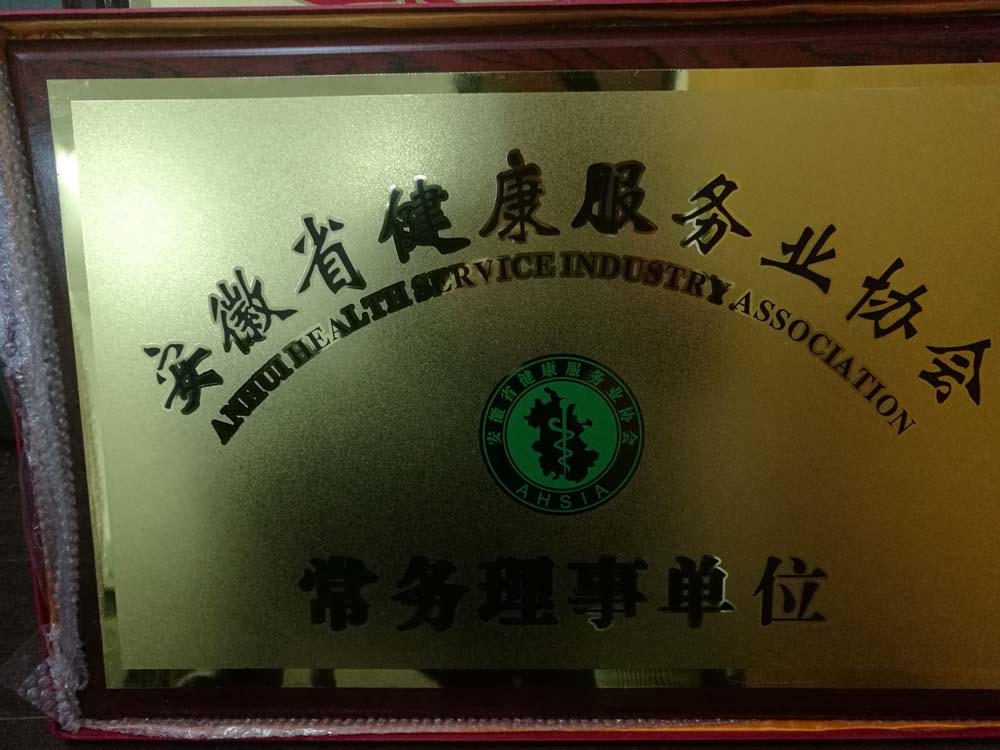 安徽省健康服务业协会
ANHUI HEALTH SERVICE INDUSTRY ASSOCIATION
安徽省健康服务业协会
AHSIA
常务理事单位